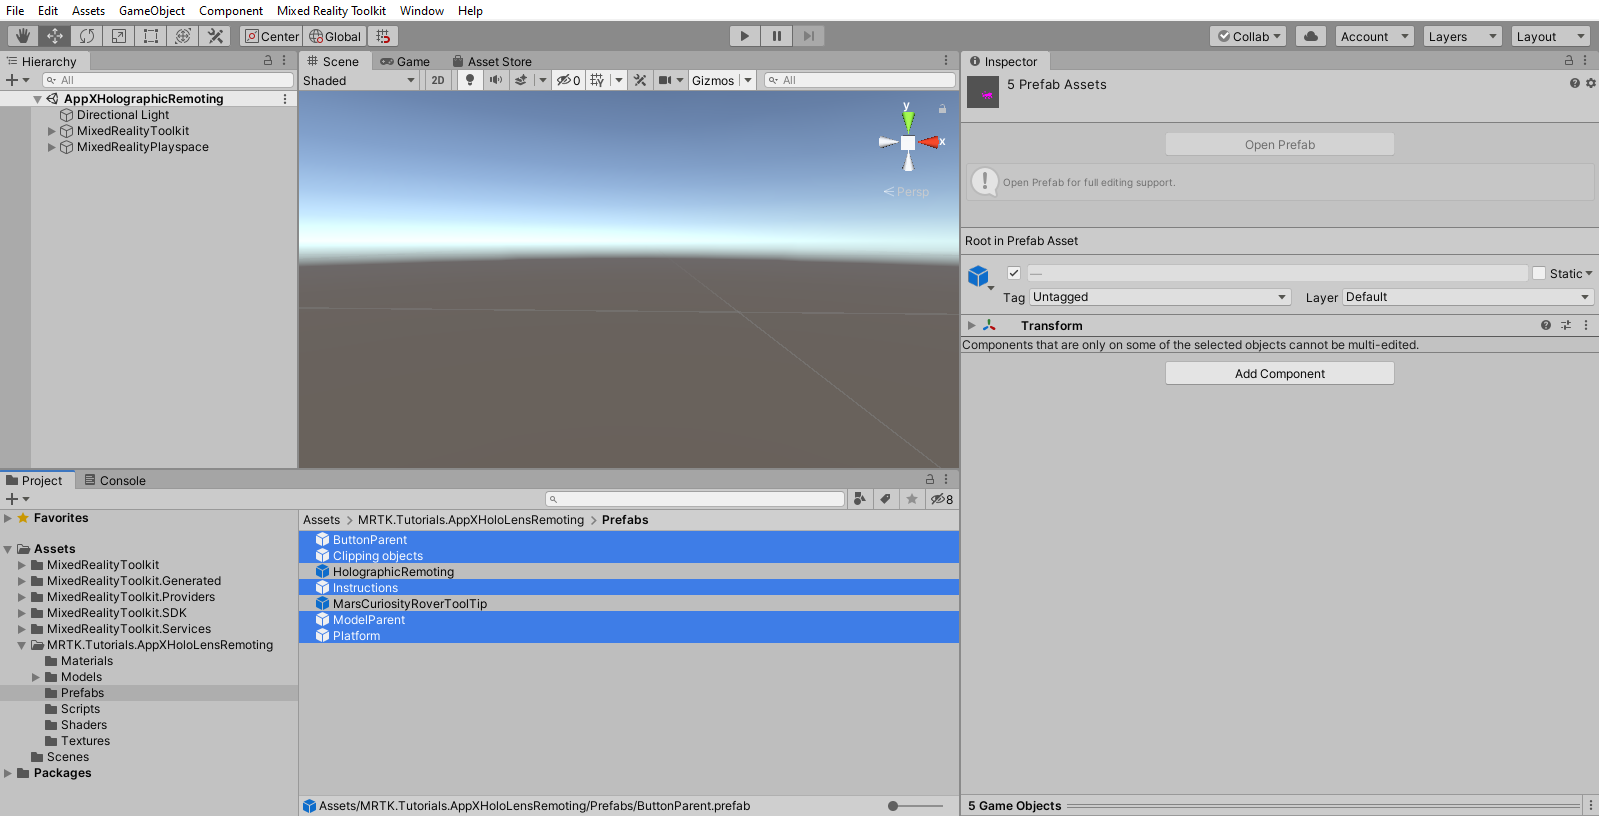 File Edit Assets GameObject Component Mixed Reality Toolkit Window Help
Center Global Collab Account Layers Layout
Hierarchy
All
AppXHolographicRemoting
Directional Light
MixedRealityToolkit
MixedRealityPlayspace
Scene Game Asset Store
Shaded 2D 0 Gizmos All
y
x
Persp
Inspector
5 Prefab Assets
Open Prefab
Open Prefab for full editing support.
Root in Prefab Asset
— Static
Tag Untagged Layer Default
Transform
Components that are only on some of the selected objects cannot be multi-edited.
Add Component
Project Console
8
Favorites
Assets
MixedRealityToolkit
MixedRealityToolkit.Generated
MixedRealityToolkit.Providers
MixedRealityToolkit.SDK
MixedRealityToolkit.Services
MRTK.Tutorials.AppXHoloLensRemoting
Materials
Models
Prefabs
Scripts
Shaders
Textures
Scenes
Packages
Assets > MRTK.Tutorials.AppXHoloLensRemoting > Prefabs
ButtonParent
Clipping objects
HolographicRemoting
Instructions
MarsCuriosityRoverToolTip
ModelParent
Platform
Assets/MRTK.Tutorials.AppXHoloLensRemoting/Prefabs/ButtonParent.prefab
5 Game Objects